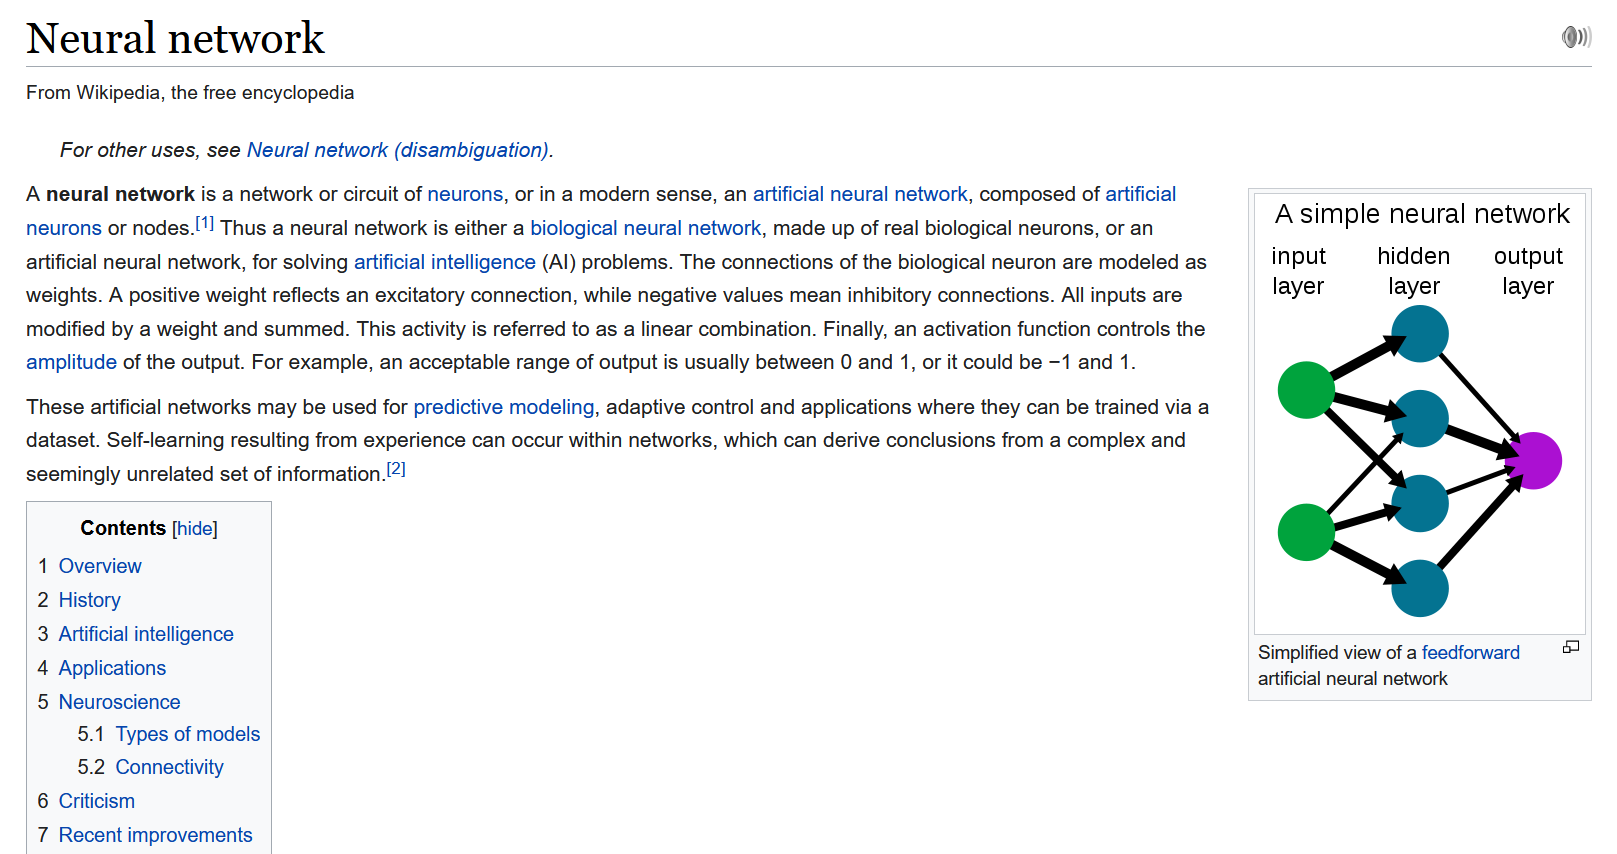 Neural network
From Wikipedia, the free encyclopedia
For other uses, see Neural network (disambiguation).
A neural network is a network or circuit of neurons, or in a modern sense, an artificial neural network, composed of artificial
neurons or nodes.[1] Thus a neural network is either a biological neural network, made up of real biological neurons, or an
artificial neural network, for solving artificial intelligence (AI) problems. The connections of the biological neuron are modeled as
weights. A positive weight reflects an excitatory connection, while negative values mean inhibitory connections. All inputs are
modified by a weight and summed. This activity is referred to as a linear combination. Finally, an activation function controls the
amplitude of the output. For example, an acceptable range of output is usually between 0 and 1, or it could be −1 and 1.
These artificial networks may be used for predictive modeling, adaptive control and applications where they can be trained via a
dataset. Self-learning resulting from experience can occur within networks, which can derive conclusions from a complex and
seemingly unrelated set of information.[2]
A simple neural network
input hidden output
layer layer layer
Simplified view of a feedforward
artificial neural network
Contents [hide]
1 Overview
2 History
3 Artificial intelligence
4 Applications
5 Neuroscience
5.1 Types of models
5.2 Connectivity
6 Criticism
7 Recent improvements